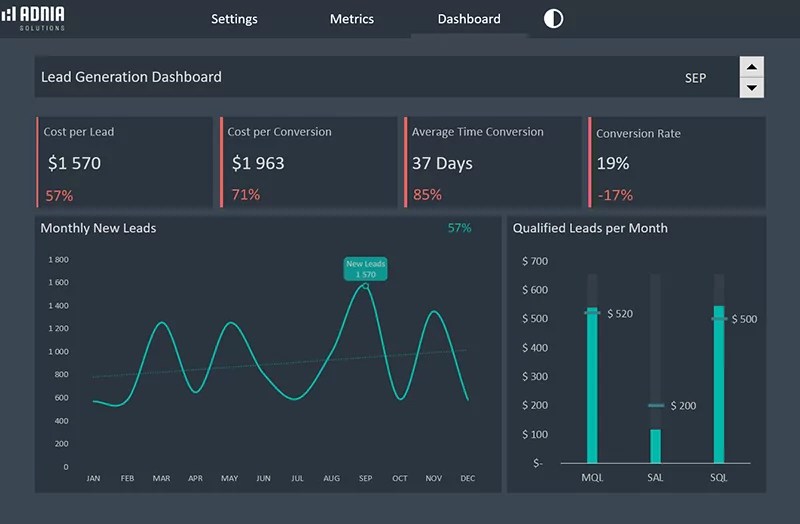 ADNIA
SOLUTIONS
Settings
Metrics
Dashboard
Lead Generation Dashboard
SEP
Cost per Lead
$1 570
57%
Cost per Conversion
$1 963
71%
Average Time Conversion
37 Days
85%
Conversion Rate
19%
-17%
Monthly New Leads
57%
1 800
1 600
1 400
1 200
1 000
800
600
400
200
0
New Leads
1 570
JAN FEB MAR APR MAY JUN JUL AUG SEP OCT NOV DEC
Qualified Leads per Month
$ 700
$ 600
$ 500
$ 400
$ 300
$ 200
$ 100
$-
$ 520
$ 200
$ 500
MQL SAL SQL